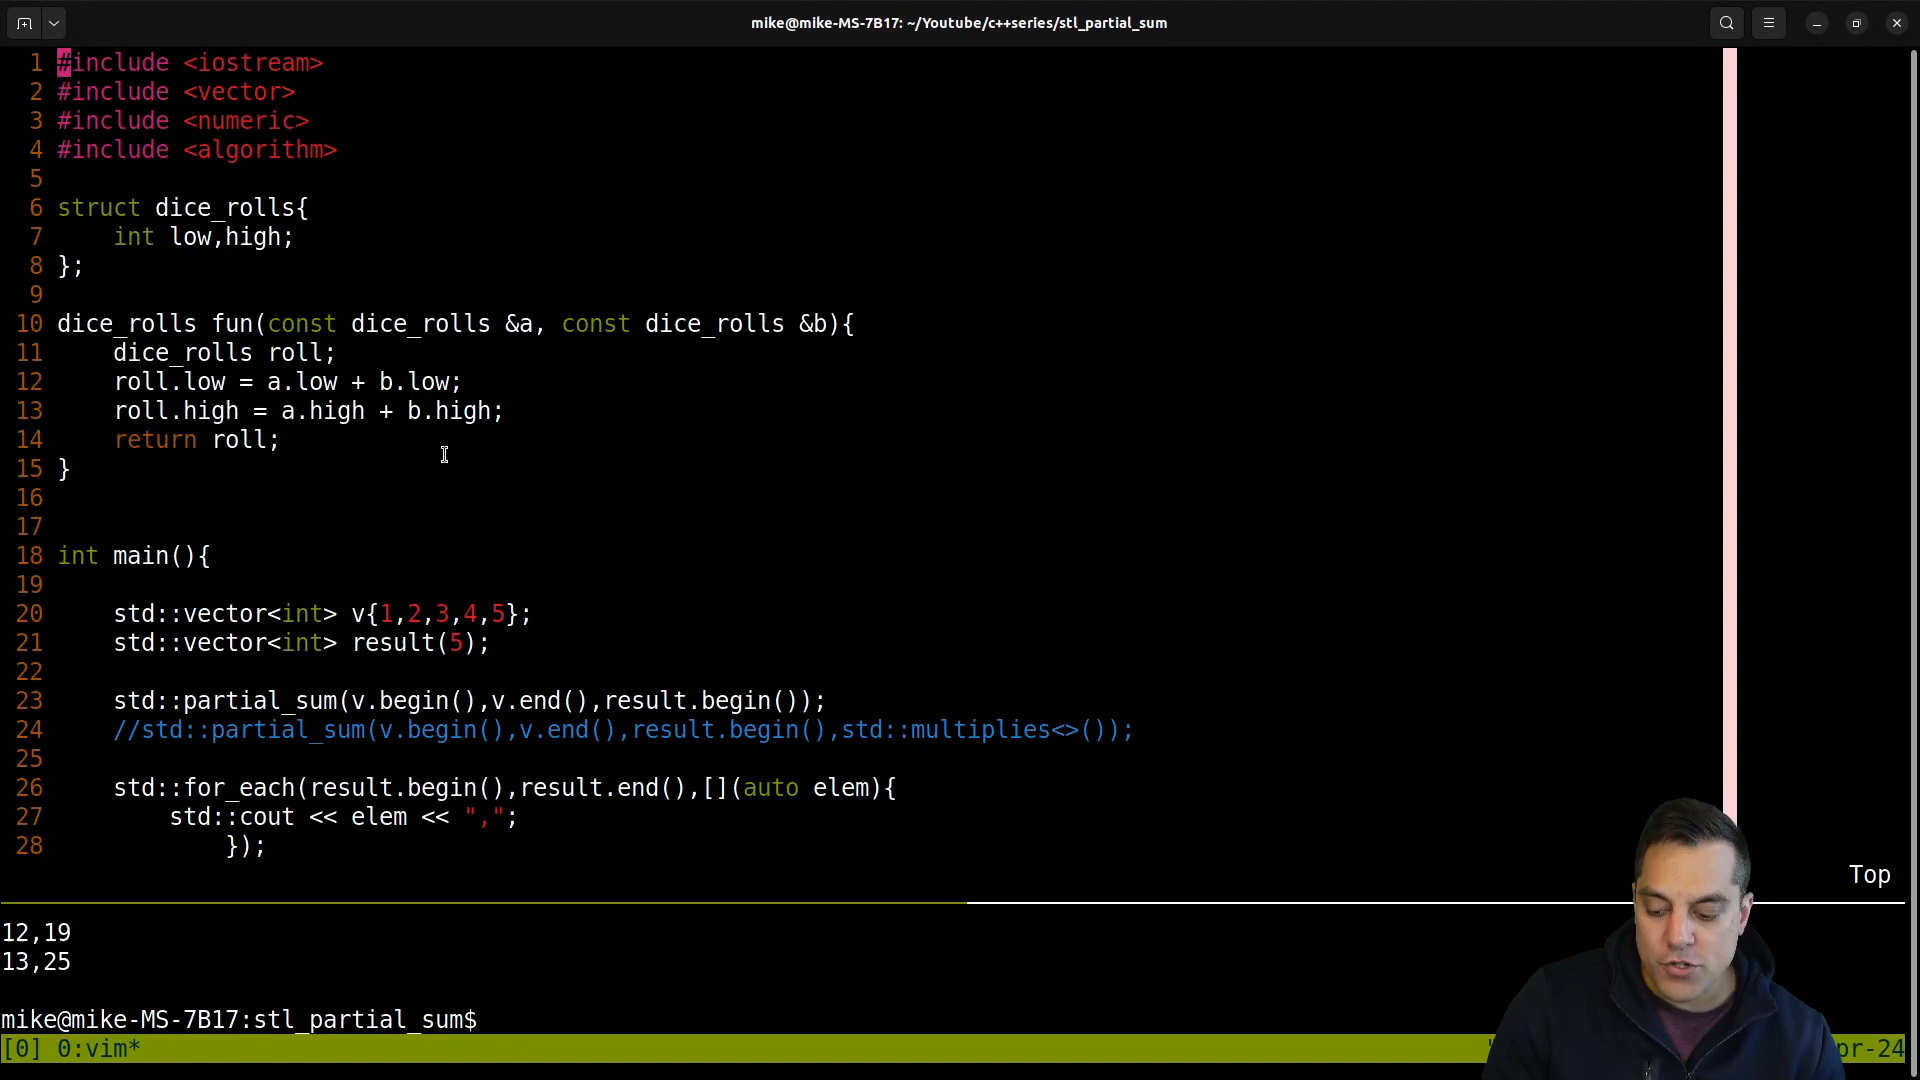 mike@mike-MS-7B17: ~/Youtube/c++series/stl_partial_sum
1 #include <iostream>
2 #include <vector>
3 #include <numeric>
4 #include <algorithm>
5
6 struct dice_rolls{
7     int low,high;
8 };
9
10 dice_rolls fun(const dice_rolls &a, const dice_rolls &b){
11     dice_rolls roll;
12     roll.low = a.low + b.low;
13     roll.high = a.high + b.high;
14     return roll;
15 }
16
17
18 int main(){
19
20     std::vector<int> v{1,2,3,4,5};
21     std::vector<int> result(5);
22
23     std::partial_sum(v.begin(),v.end(),result.begin());
24     //std::partial_sum(v.begin(),v.end(),result.begin(),std::multiplies<>());
25
26     std::for_each(result.begin(),result.end(),[](auto elem){
27         std::cout << elem << ",";
28             });
Top
12,19
13,25
mike@mike-MS-7B17:stl_partial_sum$
[0] 0:vim* pr-24